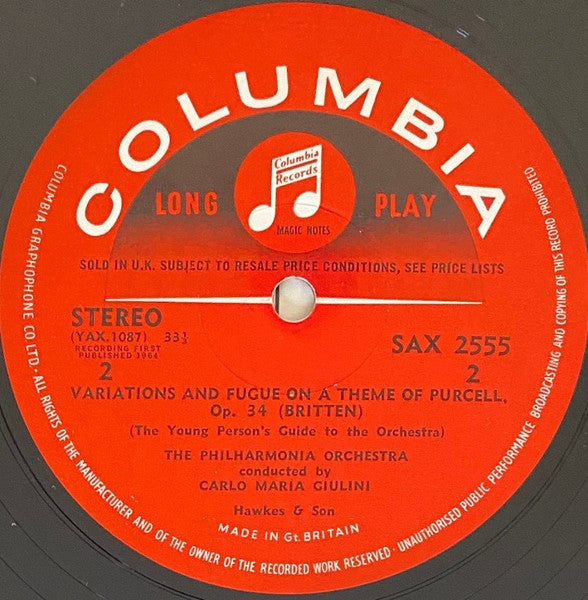 COLUMBIA
Columbia
Records
LONG PLAY
MAGIC NOTES
SOLD IN U.K. SUBJECT TO RESALE PRICE CONDITIONS, SEE PRICE LISTS
STEREO
(YAX.1087) 33⅓
RECORDING FIRST
PUBLISHED 1964
2
SAX 2555
2
VARIATIONS AND FUGUE ON A THEME OF PURCELL,
Op. 34 (BRITTEN)
(The Young Person's Guide to the Orchestra)
THE PHILHARMONIA ORCHESTRA
conducted by
CARLO MARIA GIULINI
Hawkes & Son
MADE IN Gt. BRITAIN
COLUMBIA GRAPHOPHONE CO. LTD. · ALL RIGHTS OF THE MANUFACTURER AND OF THE OWNER OF THE RECORDED WORK RESERVED · UNAUTHORISED PUBLIC PERFORMANCE BROADCASTING AND COPYING OF THIS RECORD PROHIBITED